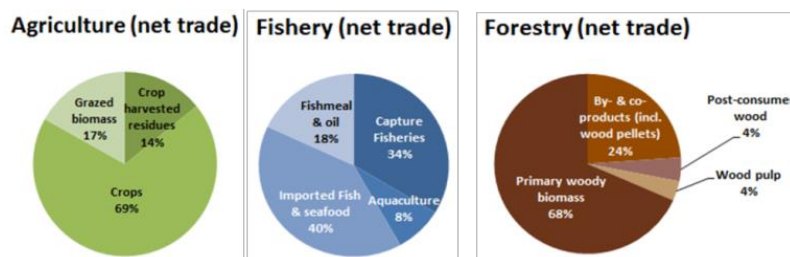 Agriculture (net trade)
Grazed
biomass
17%
Crop
harvested
residues
14%
Crops
69%
Fishery (net trade)
Fishmeal
& oil
18%
Capture
Fisheries
34%
Imported Fish
& seafood
40%
Aquaculture
8%
Forestry (net trade)
By- & co-
products (incl.
wood pellets)
24%
Post-consumer
wood
4%
Wood pulp
4%
Primary woody
biomass
68%